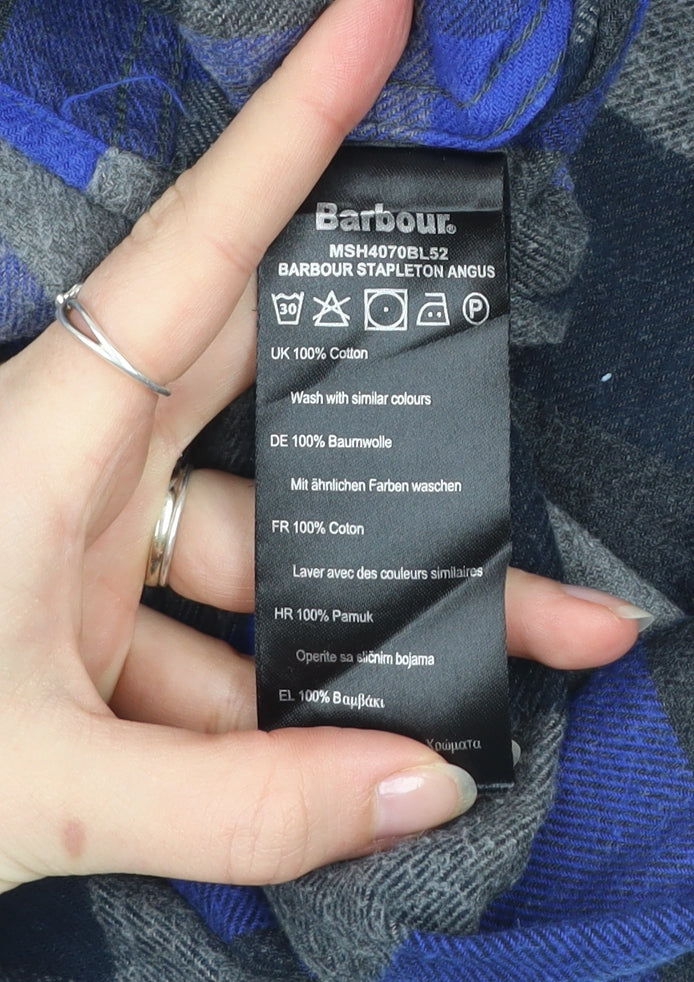 Barbour®
MSH4070BL52
BARBOUR STAPLETON ANGUS
30 P
UK 100% Cotton
Wash with similar colours
DE 100% Baumwolle
Mit ähnlichen Farben waschen
FR 100% Coton
Laver avec des couleurs similaires
HR 100% Pamuk
Operite sa sličnim bojama
EL 100% Βαμβάκι
Χρώματα